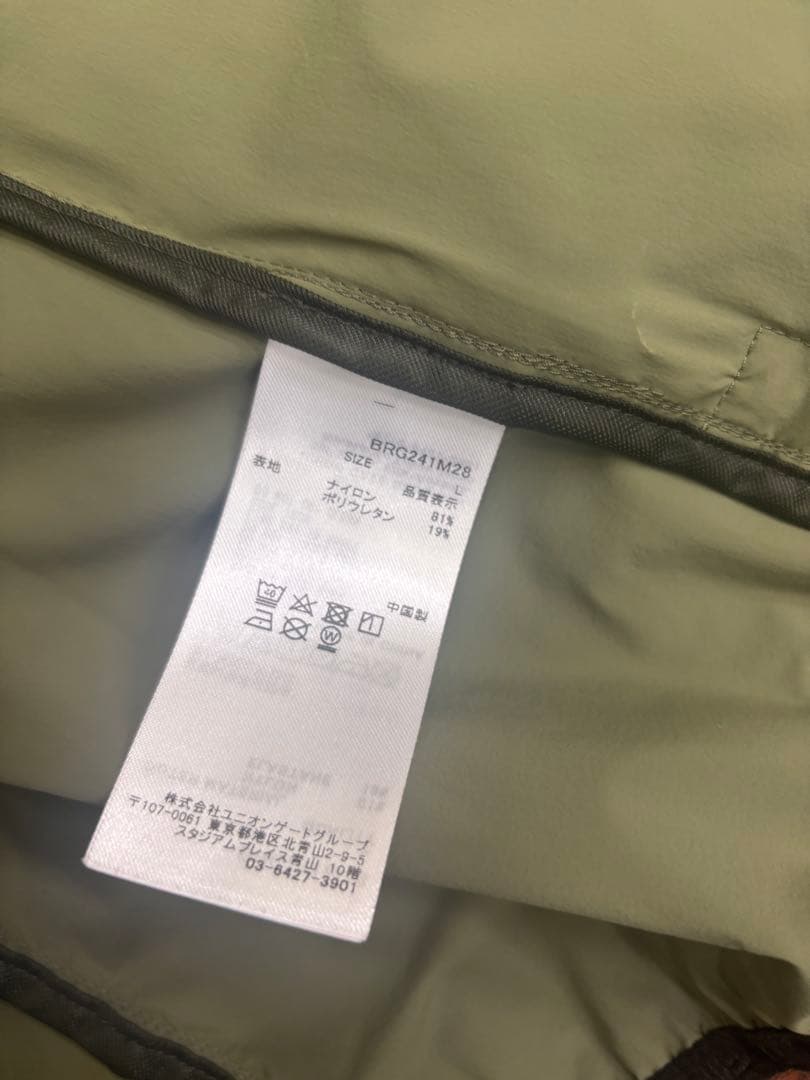 BRG241M28
SIZE L
品質表示
表地 ナイロン 81%
ポリウレタン 19%
40
W
中国製
株式会社ユニオンゲートグループ
〒107-0061 東京都港区北青山2-9-5
スタジアムプレイス青山 10階
03-6427-3901